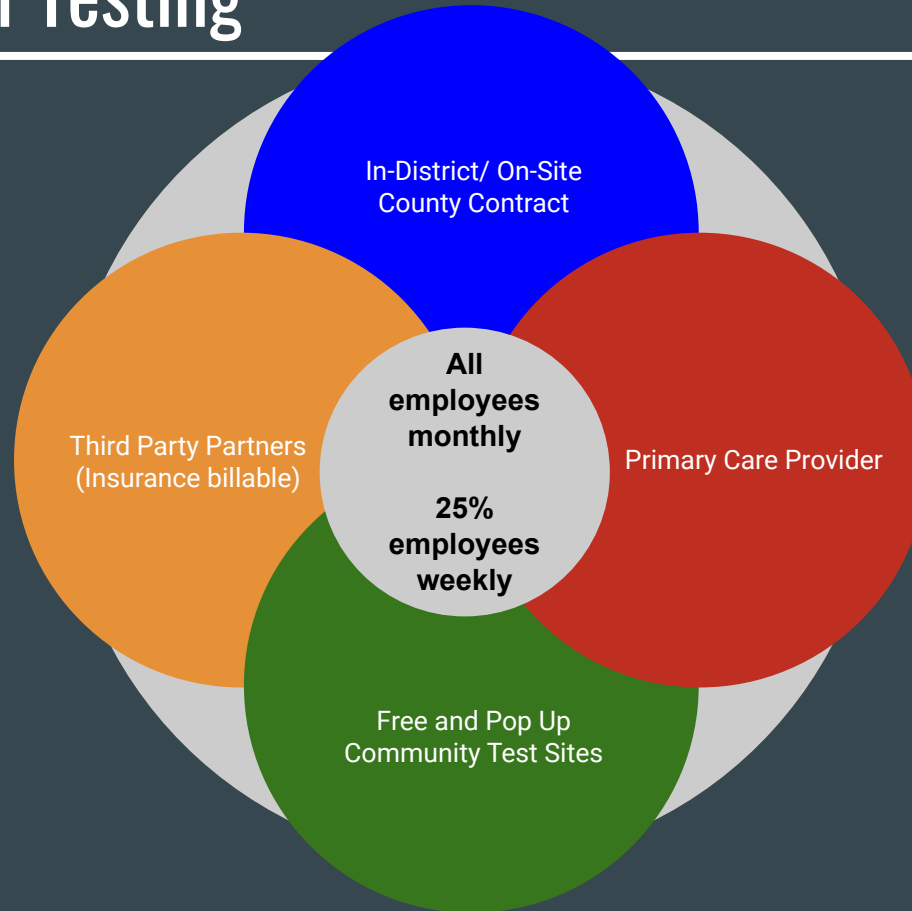 Testing
In-District/ On-Site
County Contract
All
employees
monthly
25%
employees
weekly
Third Party Partners
(Insurance billable)
Primary Care Provider
Free and Pop Up
Community Test Sites